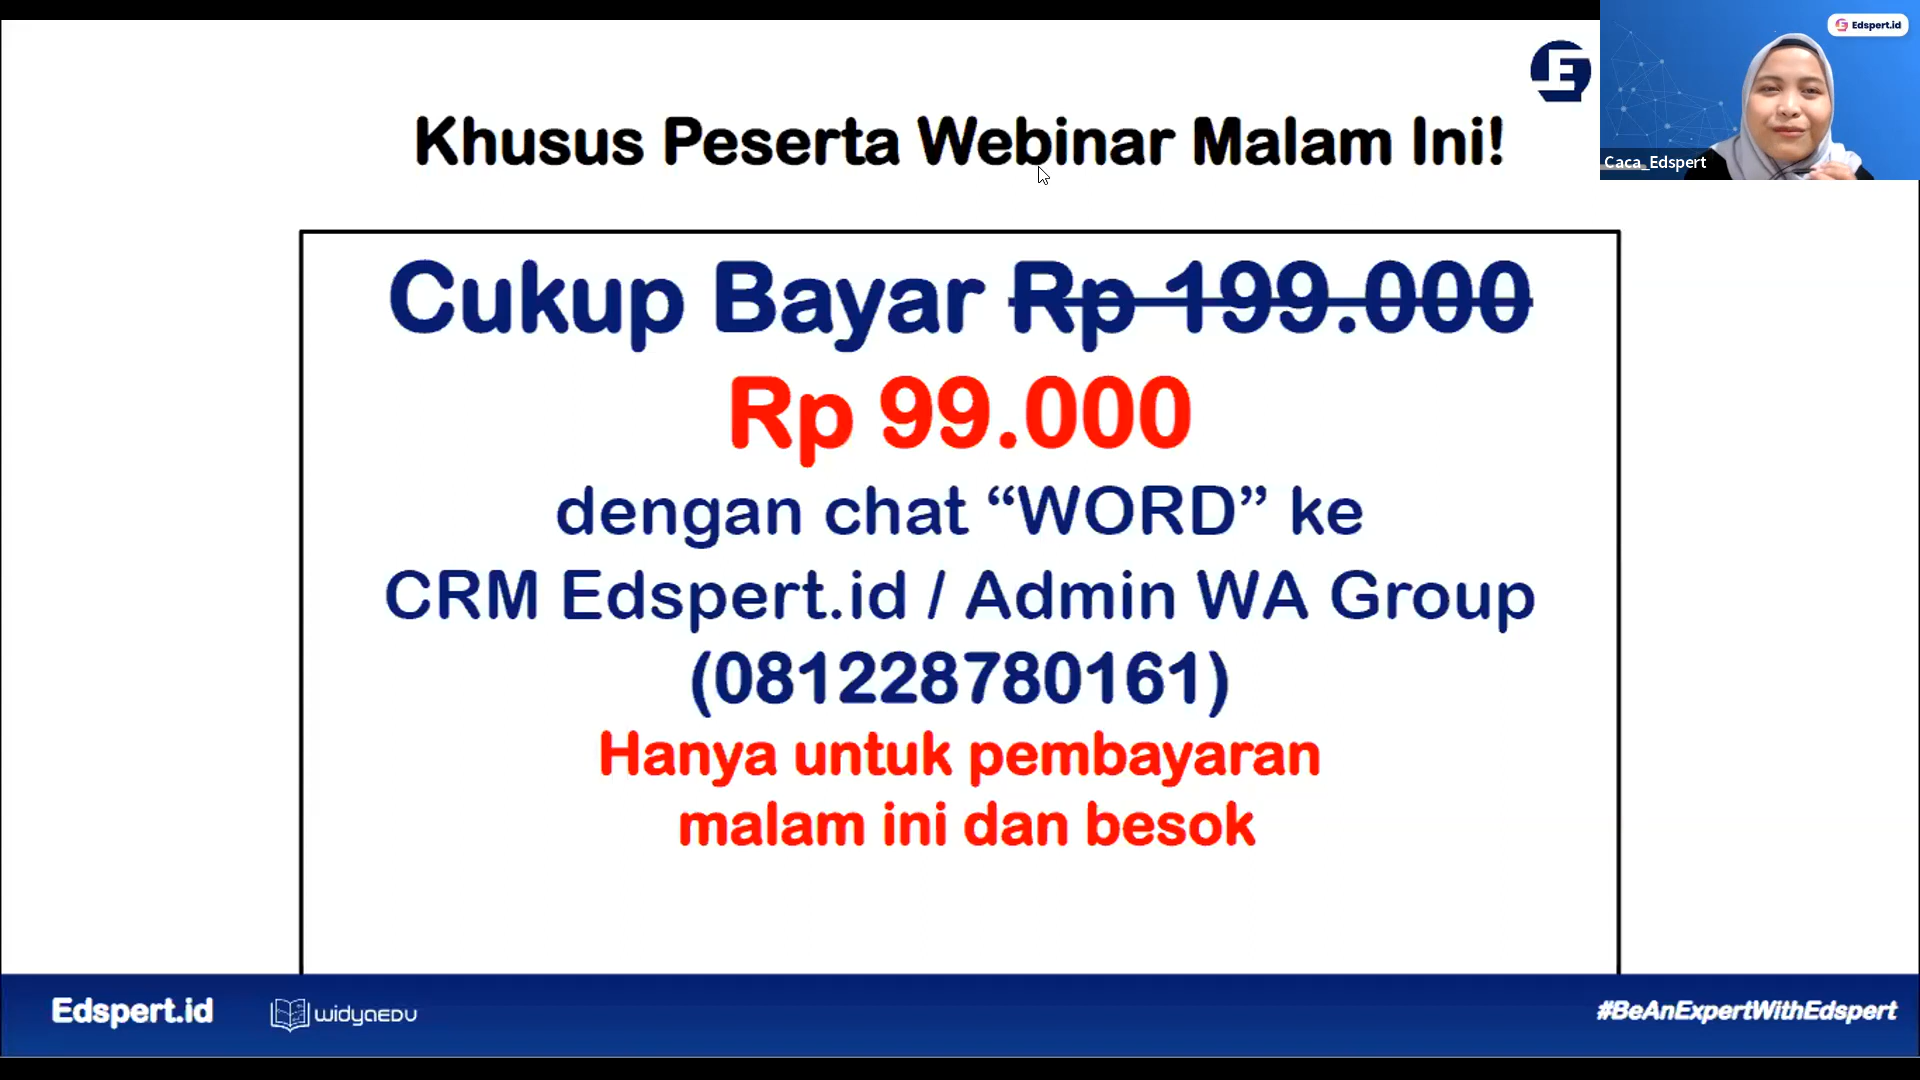 Edspert.id
Caca_Edspert
Khusus Peserta Webinar Malam Ini!
Cukup Bayar Rp 199.000
Rp 99.000
dengan chat “WORD” ke
CRM Edspert.id / Admin WA Group
(081228780161)
Hanya untuk pembayaran
malam ini dan besok
Edspert.id
WIDYAEDU
#BeAnExpertWithEdspert